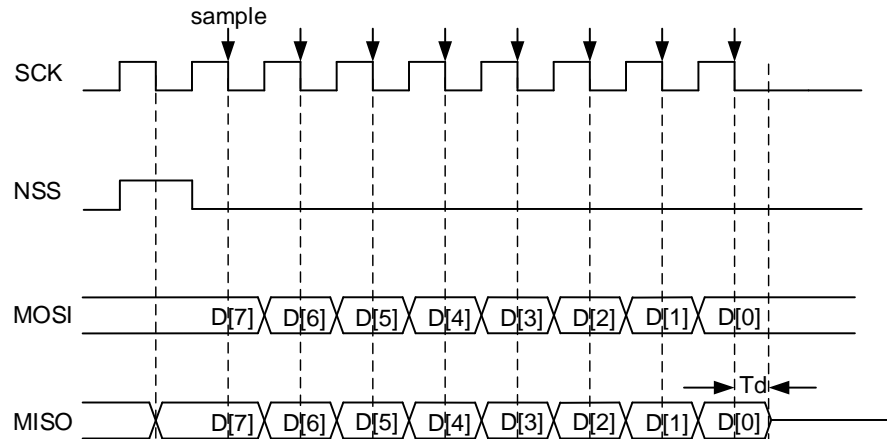 sample
SCK
NSS
MOSI D[7] D[6] D[5] D[4] D[3] D[2] D[1] D[0]
Td
MISO D[7] D[6] D[5] D[4] D[3] D[2] D[1] D[0]